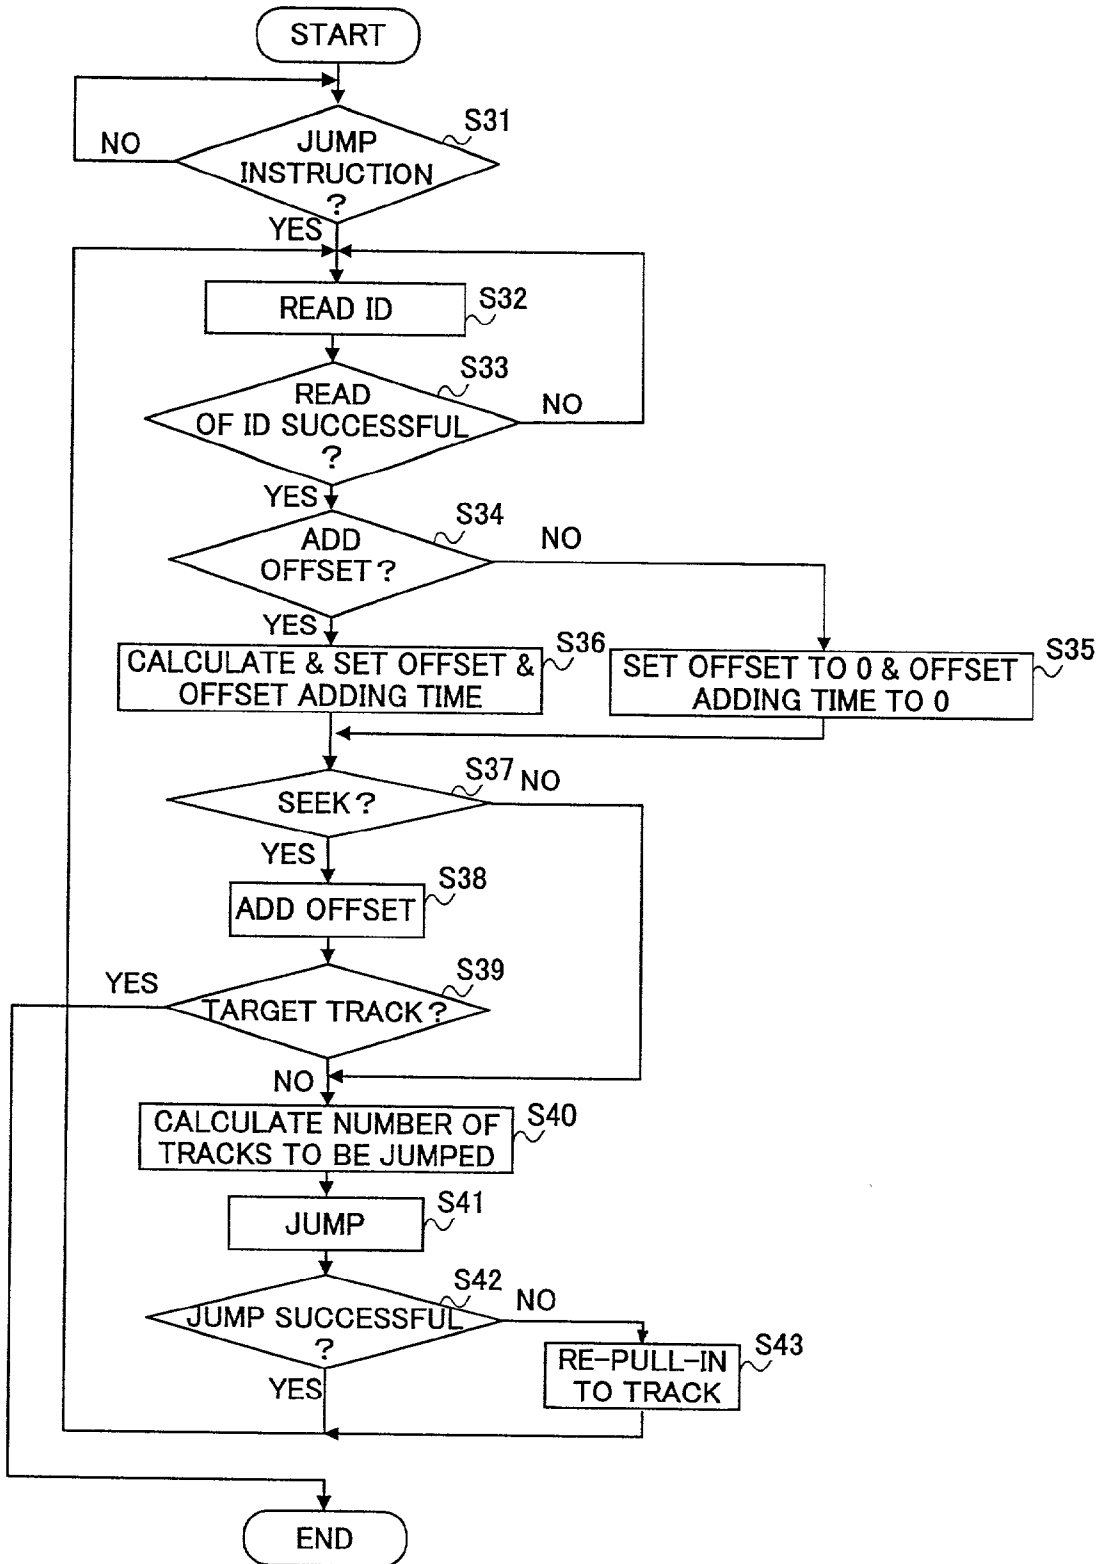 START
S31
NO
JUMP
INSTRUCTION
?
YES
READ ID
S32
S33
READ
OF ID SUCCESSFUL
?
NO
YES
S34
ADD
OFFSET?
NO
YES
S36
CALCULATE & SET OFFSET &
OFFSET ADDING TIME
S35
SET OFFSET TO 0 & OFFSET
ADDING TIME TO 0
S37
NO
SEEK?
YES
S38
ADD OFFSET
S39
YES
TARGET TRACK?
NO
S40
CALCULATE NUMBER OF
TRACKS TO BE JUMPED
S41
JUMP
S42
NO
JUMP SUCCESSFUL
?
S43
RE-PULL-IN
TO TRACK
YES
END